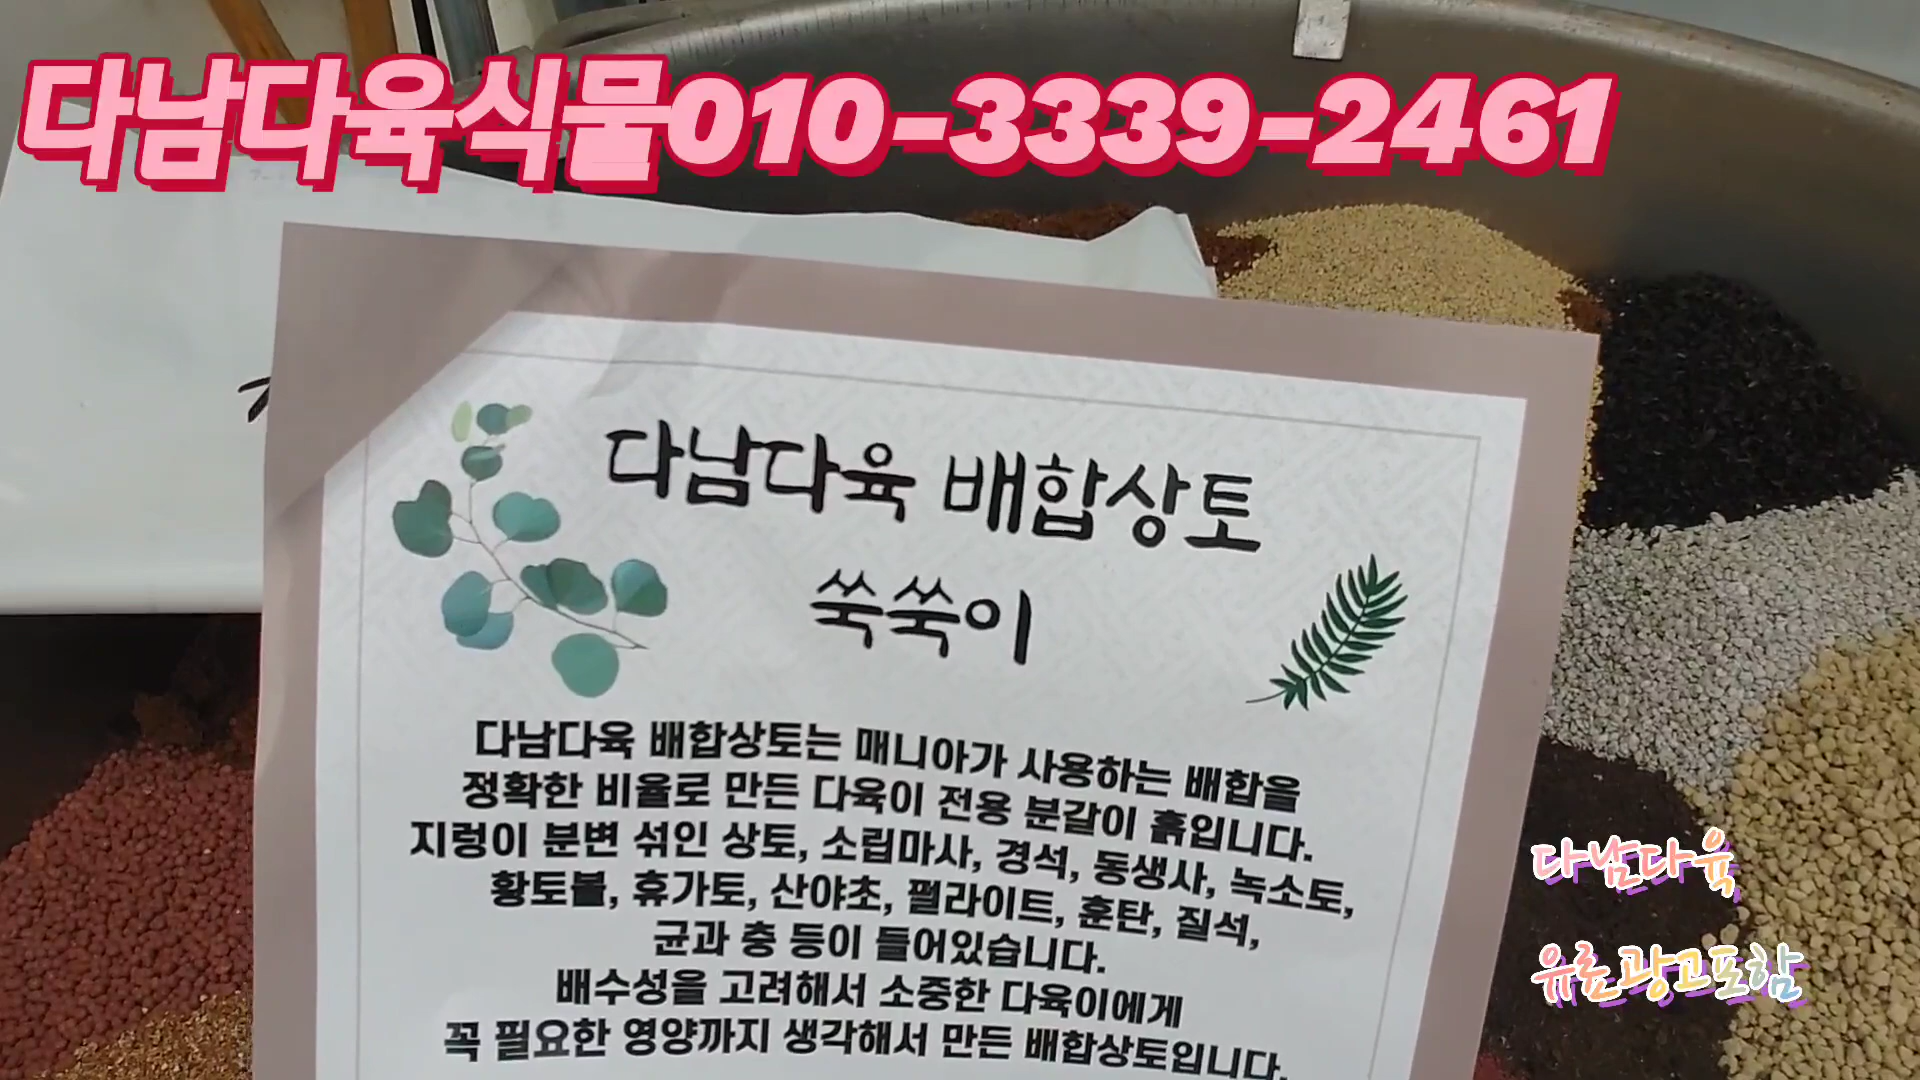 다남다육식물010-3339-2461
다남다육 배합상토
쑥쑥이
다남다육 배합상토는 매니아가 사용하는 배합을
정확한 비율로 만든 다육이 전용 분갈이 흙입니다.
지렁이 분변 섞인 상토, 소립마사, 경석, 동생사, 녹소토,
황토볼, 휴가토, 산야초, 펄라이트, 훈탄, 질석,
균과 충 등이 들어있습니다.
배수성을 고려해서 소중한 다육이에게
꼭 필요한 영양까지 생각해서 만든 배합상토입니다.
다남다육
유료광고포함